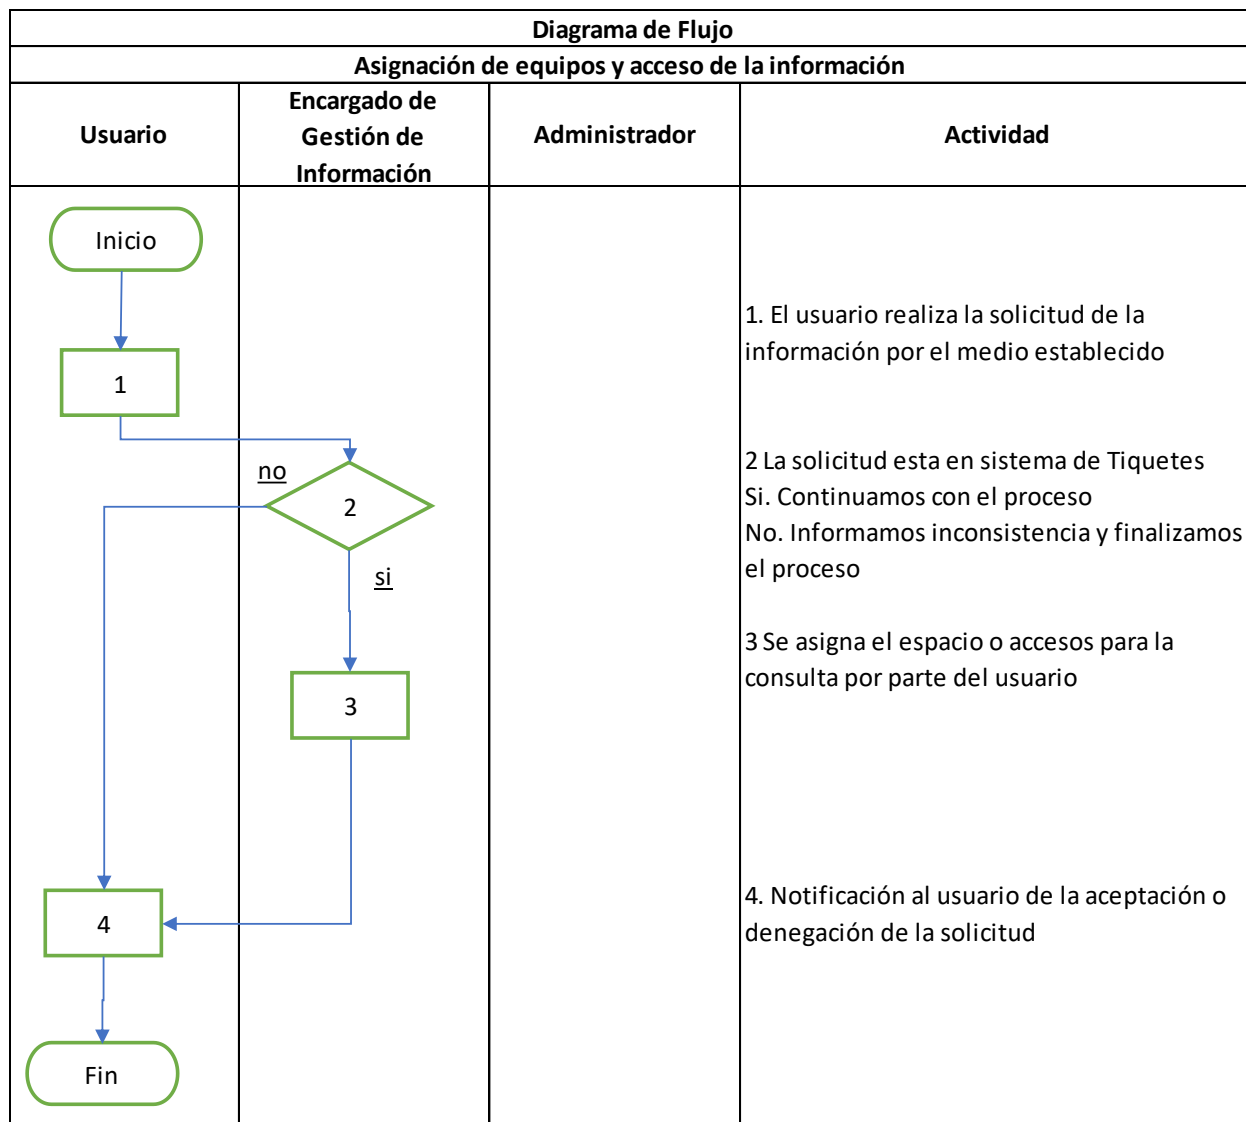 Diagrama de Flujo
Asignación de equipos y acceso de la información
Usuario
Encargado de
Gestión de
Información
Administrador
Actividad
Inicio
1. El usuario realiza la solicitud de la
información por el medio establecido
1
no
2
2 La solicitud esta en sistema de Tiquetes
Si. Continuamos con el proceso
No. Informamos inconsistencia y finalizamos
el proceso
si
3 Se asigna el espacio o accesos para la
consulta por parte del usuario
3
4
4. Notificación al usuario de la aceptación o
denegación de la solicitud
Fin